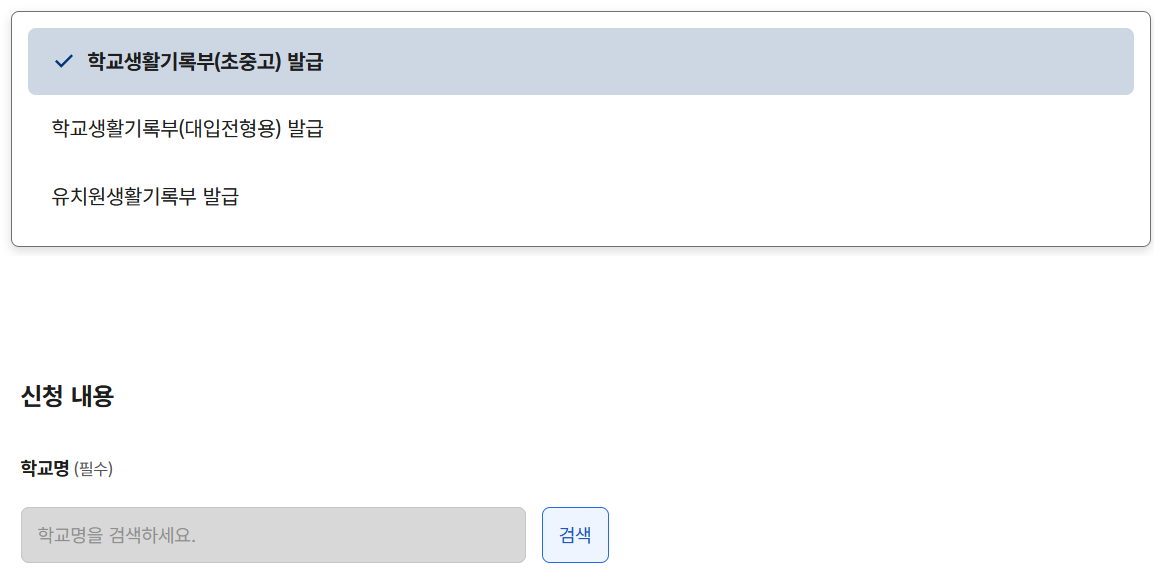 학교생활기록부(초중고) 발급
학교생활기록부(대입전형용) 발급
유치원생활기록부 발급
신청 내용
학교명 (필수)
학교명을 검색하세요. 검색